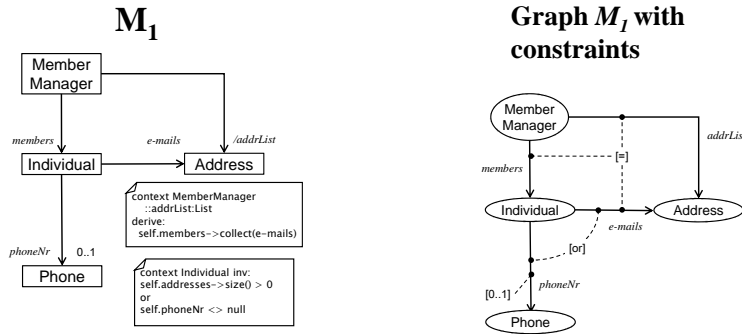 M1
Member
Manager
members
e-mails
/addrList
Individual
Address
context MemberManager
::addrList:List
derive:
self.members->collect(e-mails)
phoneNr
0..1
Phone
context Individual inv:
self.addresses->size() > 0
or
self.phoneNr <> null
Graph M1 with
constraints
Member
Manager
addrList
[=]
members
Individual
Address
e-mails
[or]
[0..1]
phoneNr
Phone